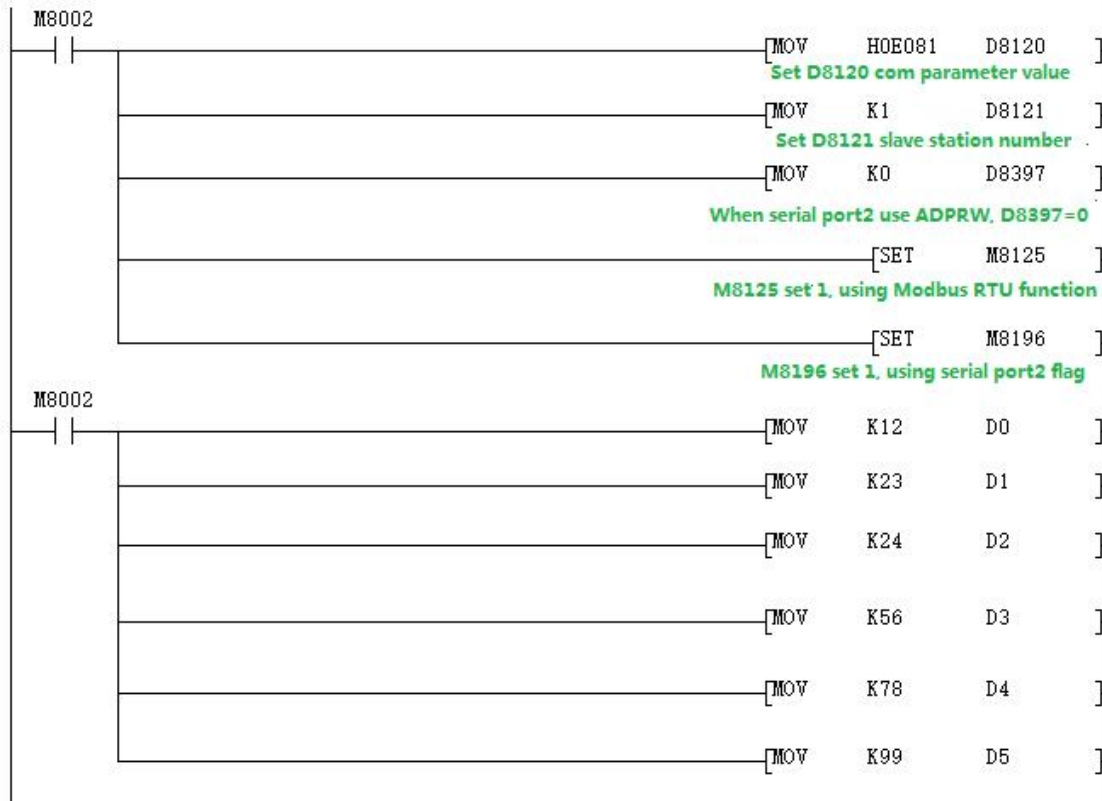 M8002
[MOV H0E081 D8120 ]
Set D8120 com parameter value
[MOV K1 D8121 ]
Set D8121 slave station number
[MOV K0 D8397 ]
When serial port2 use ADPRW, D8397=0
[SET M8125 ]
M8125 set 1, using Modbus RTU function
[SET M8196 ]
M8196 set 1, using serial port2 flag
M8002
[MOV K12 D0 ]
[MOV K23 D1 ]
[MOV K24 D2 ]
[MOV K56 D3 ]
[MOV K78 D4 ]
[MOV K99 D5 ]